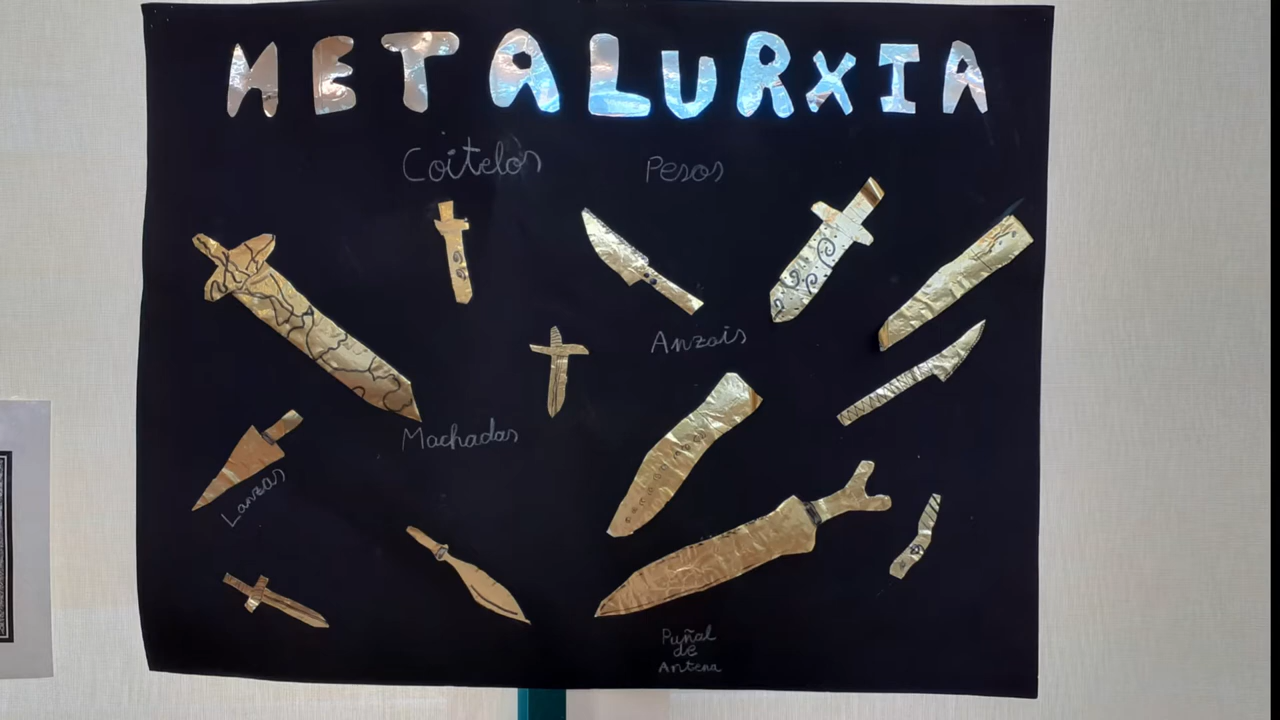 METALURXIA
Coitelos
Pesos
Anzois
Machadas
Lanzas
Puñal
de
Antena